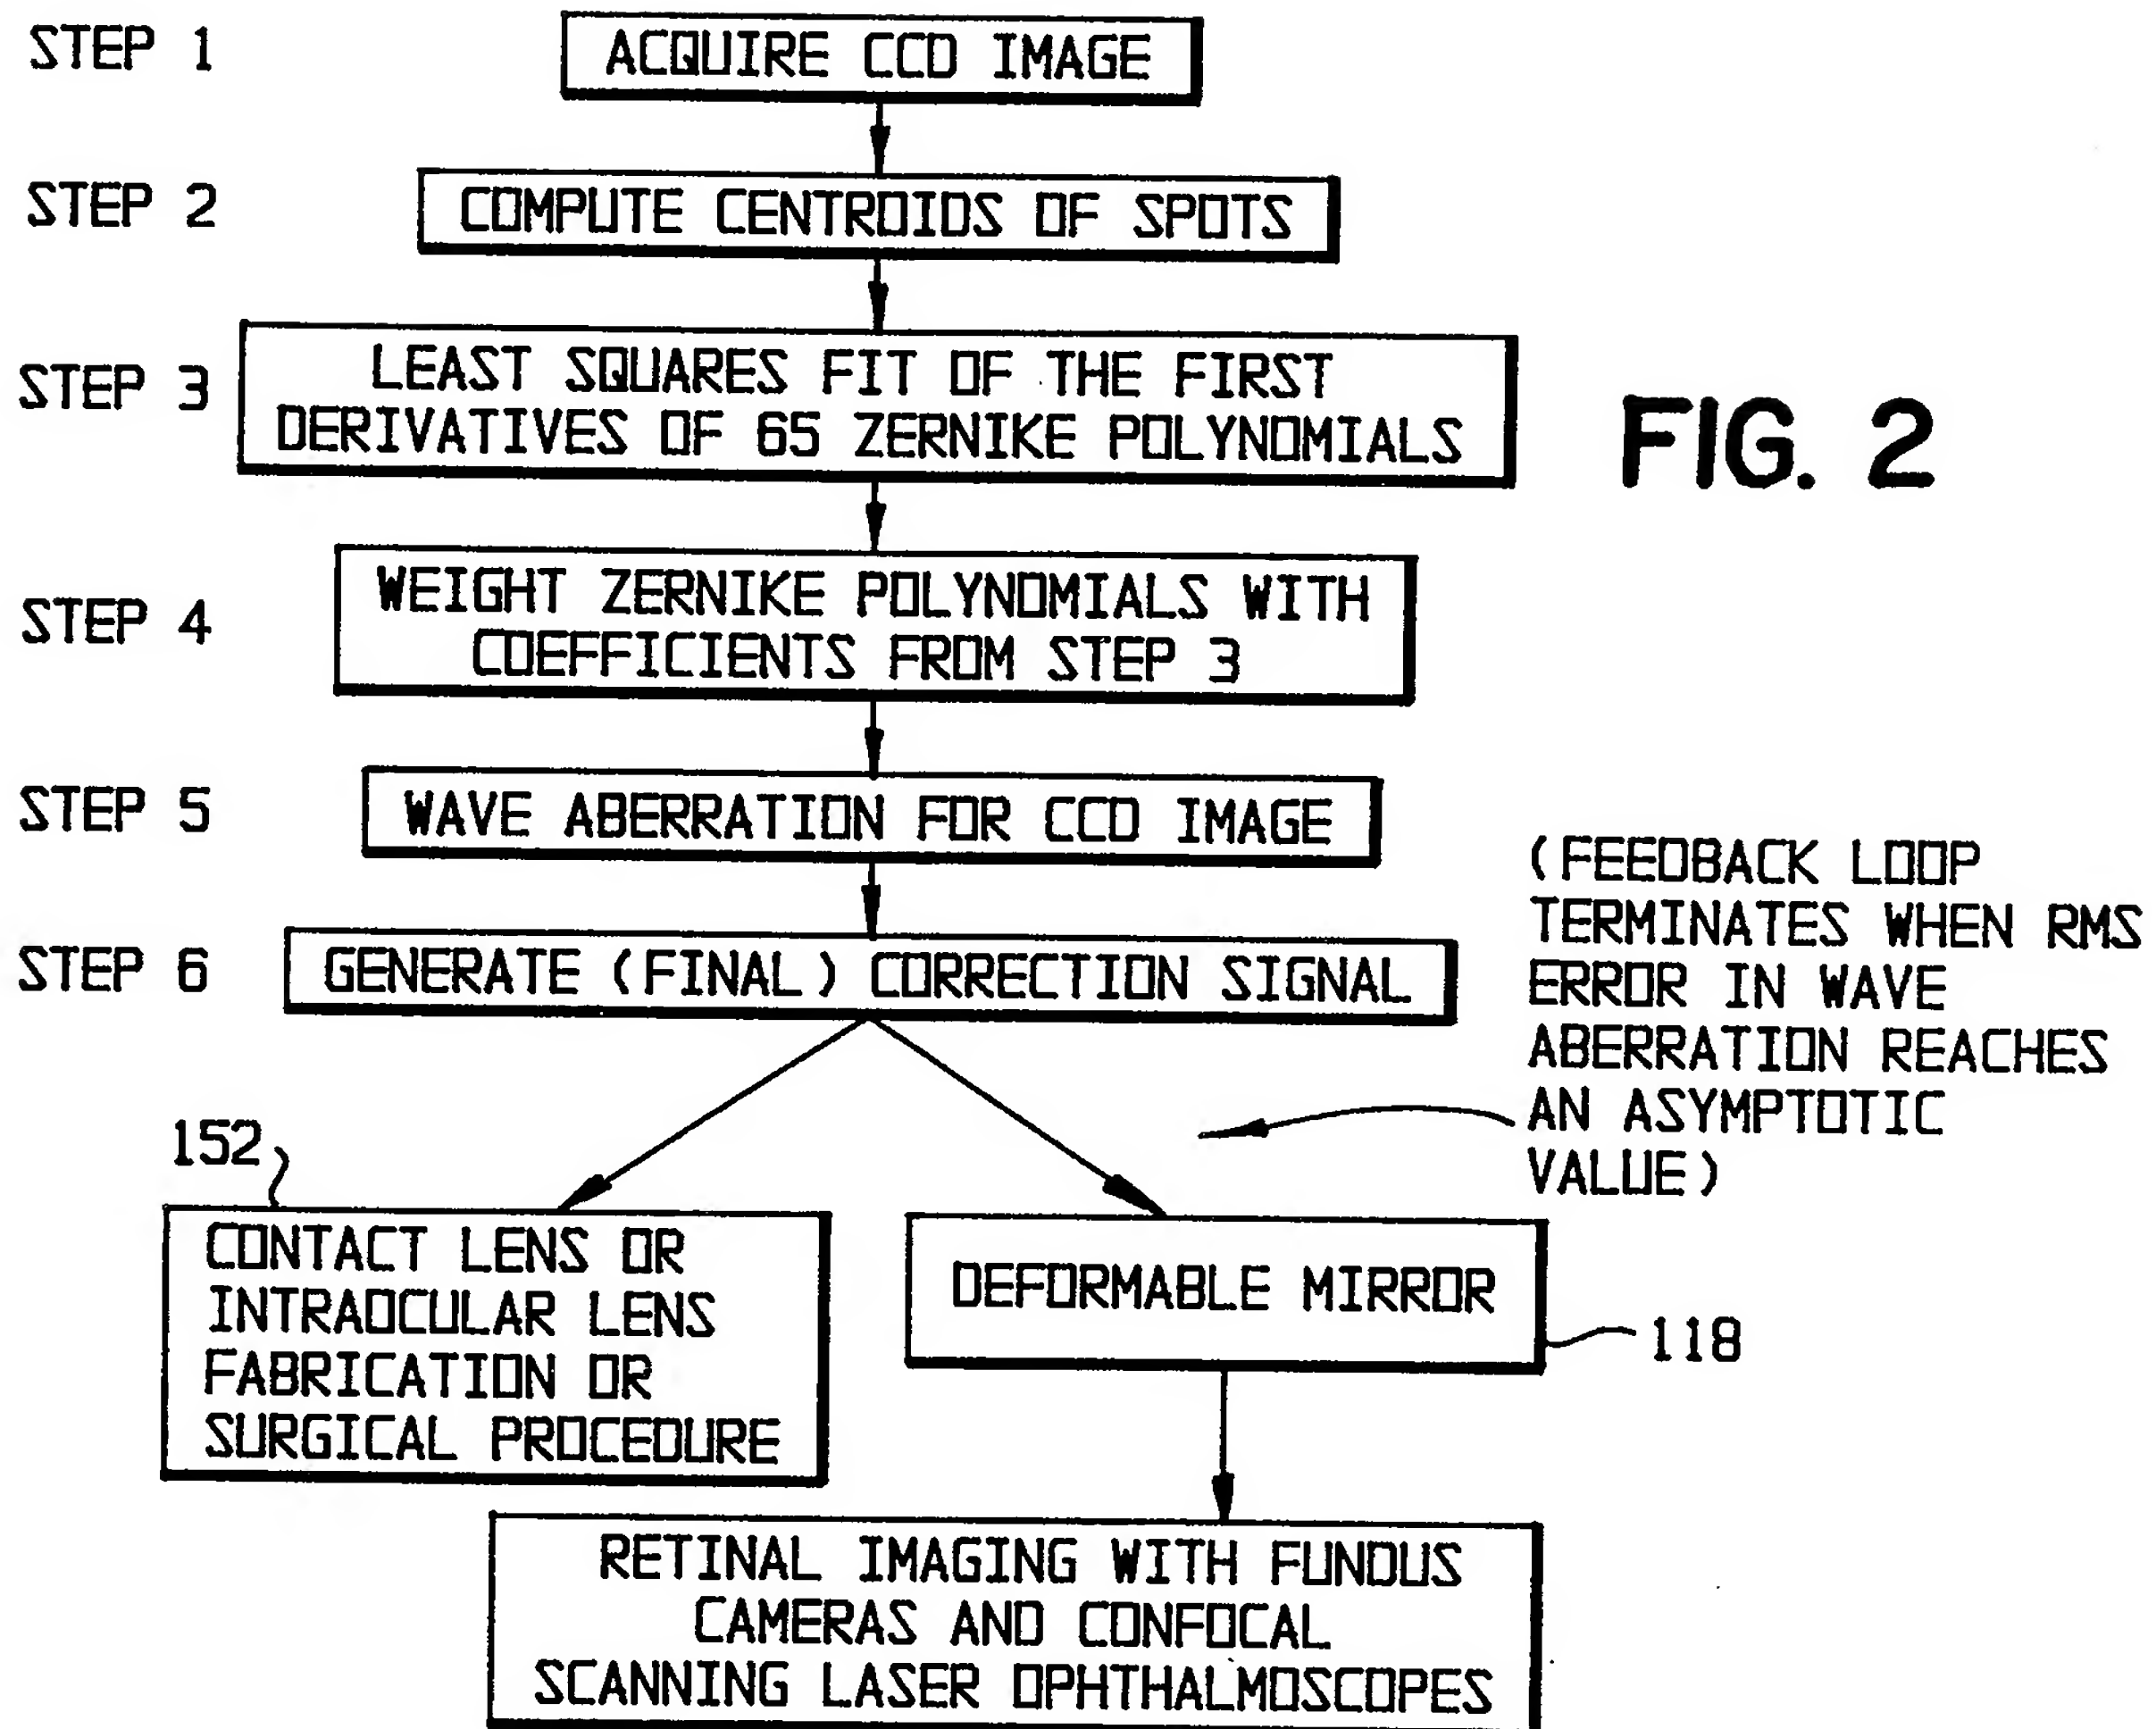 STEP 1
ACQUIRE CCD IMAGE
STEP 2
COMPUTE CENTROIDS OF SPOTS
STEP 3
LEAST SQUARES FIT OF THE FIRST
DERIVATIVES OF 65 ZERNIKE POLYNOMIALS
FIG. 2
STEP 4
WEIGHT ZERNIKE POLYNOMIALS WITH
COEFFICIENTS FROM STEP 3
STEP 5
WAVE ABERRATION FOR CCD IMAGE
STEP 6
GENERATE (FINAL) CORRECTION SIGNAL
(FEEDBACK LOOP
TERMINATES WHEN RMS
ERROR IN WAVE
ABERRATION REACHES
AN ASYMPTOTIC
VALUE)
152
CONTACT LENS OR
INTRAOCULAR LENS
FABRICATION OR
SURGICAL PROCEDURE
DEFORMABLE MIRROR
118
RETINAL IMAGING WITH FUNDUS
CAMERAS AND CONFOCAL
SCANNING LASER OPHTHALMOSCOPES